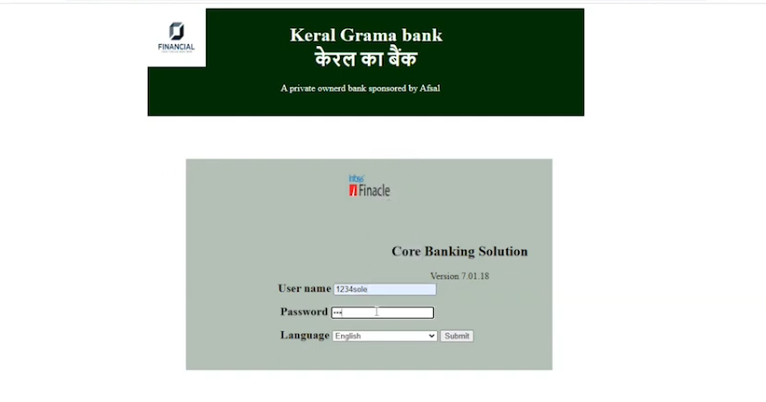 FINANCIAL
Keral Grama bank
केरल का बैंक
A private ownerd bank sponsored by Afsal
Finacle
Core Banking Solution
Version 7.01.18
User name 1234sole
Password
Language English Submit